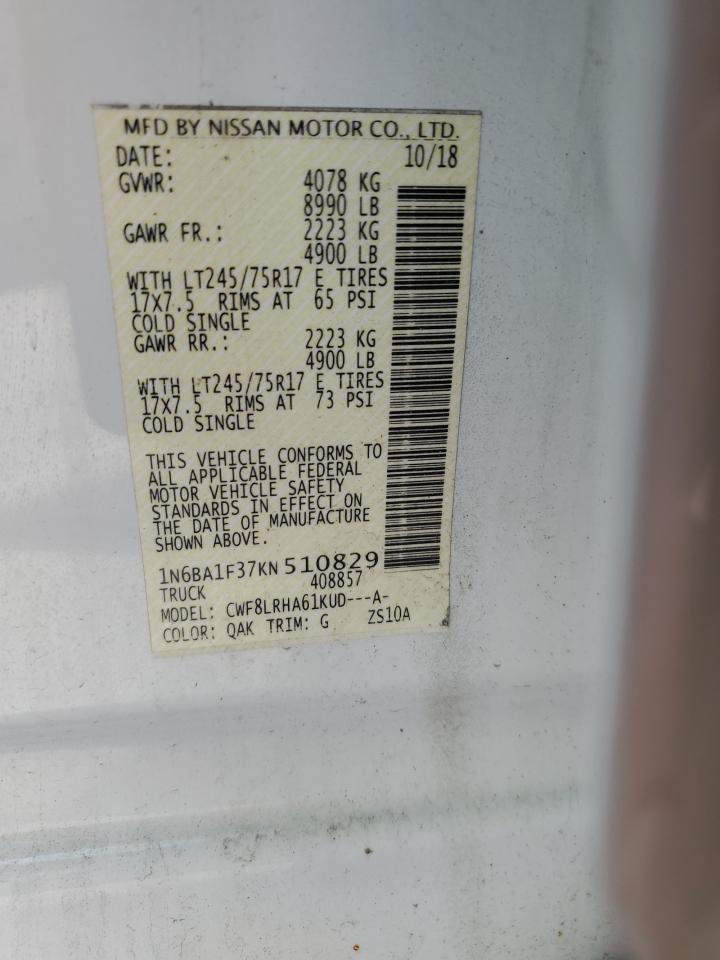 MFD BY NISSAN MOTOR CO., LTD.
DATE: 10/18
GVWR: 4078 KG
8990 LB
GAWR FR.: 2223 KG
4900 LB
WITH LT245/75R17 E TIRES
17X7.5 RIMS AT 65 PSI
COLD SINGLE
GAWR RR.: 2223 KG
4900 LB
WITH LT245/75R17 E TIRES
17X7.5 RIMS AT 73 PSI
COLD SINGLE
THIS VEHICLE CONFORMS TO
ALL APPLICABLE FEDERAL
MOTOR VEHICLE SAFETY
STANDARDS IN EFFECT ON
THE DATE OF MANUFACTURE
SHOWN ABOVE.
1N6BA1F37KN 510829
TRUCK 408857
MODEL: CWF8LRHA61KUD---A-
COLOR: QAK TRIM: G ZS10A